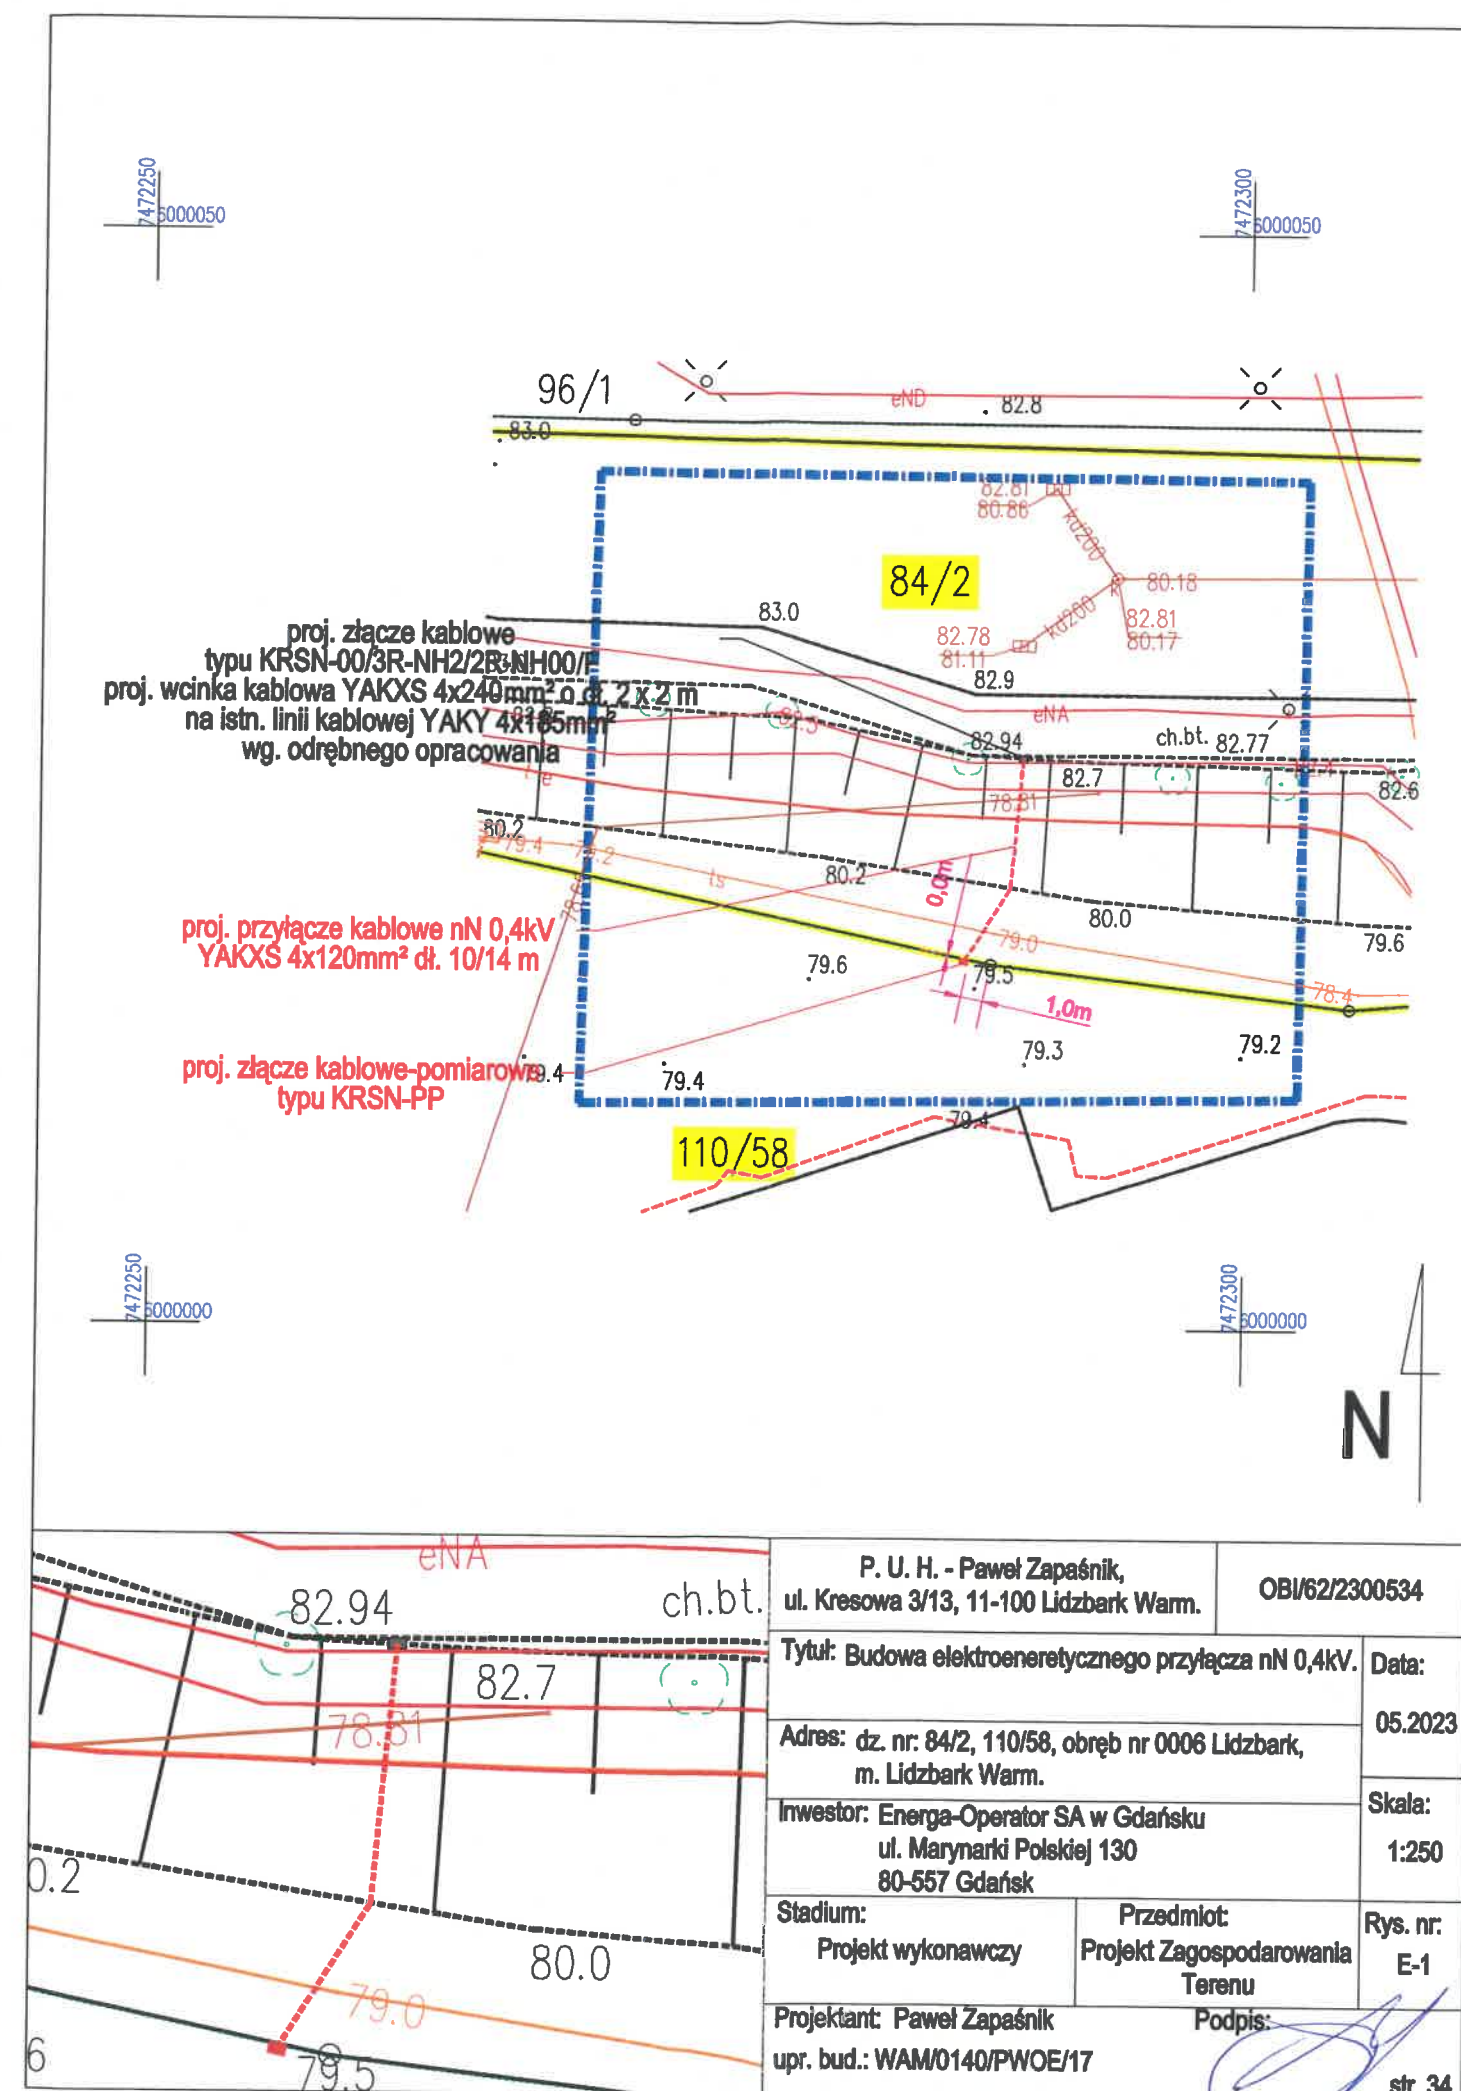 7472250
6000050
7472300
6000050
96/1
eND
82.8
83.0
82.81
80.86
kd200
84/2
80.18
k
kd200
82.81
80.17
82.78
81.11
83.0
82.9
eNA
proj. złącze kablowe
typu KRSN-00/3R-NH2/2R-NH00/P
proj. wcinka kablowa YAKXS 4x240mm² o dł. 2 x 2 m
na istn. linii kablowej YAKY 4x185mm²
wg. odrębnego opracowania
82.94
ch.bt.
82.77
82.7
82.6
78.81
80.2
79.4
ts
80.2
0,0m
80.0
79.6
79.0
proj. przyłącze kablowe nN 0,4kV
YAKXS 4x120mm² dł. 10/14 m
79.6
79.5
78.4
1,0m
79.3
79.2
proj. złącze kablowe-pomiarowe
typu KRSN-PP
79.4
79.4
79.4
110/58
7472250
6000000
7472300
6000000
N
eNA
82.94
ch.bt.
82.7
78.81
0.2
80.0
79.0
6
79.5
P. U. H. - Paweł Zapaśnik,
ul. Kresowa 3/13, 11-100 Lidzbark Warm.
OBI/62/2300534
Tytuł: Budowa elektroeneretycznego przyłącza nN 0,4kV.
Data:
05.2023
Adres: dz. nr: 84/2, 110/58, obręb nr 0006 Lidzbark,
m. Lidzbark Warm.
Inwestor: Energa-Operator SA w Gdańsku
ul. Marynarki Polskiej 130
80-557 Gdańsk
Skala:
1:250
Stadium:
Projekt wykonawczy
Przedmiot:
Projekt Zagospodarowania
Terenu
Rys. nr:
E-1
Projektant: Paweł Zapaśnik
upr. bud.: WAM/0140/PWOE/17
Podpis:
str. 34